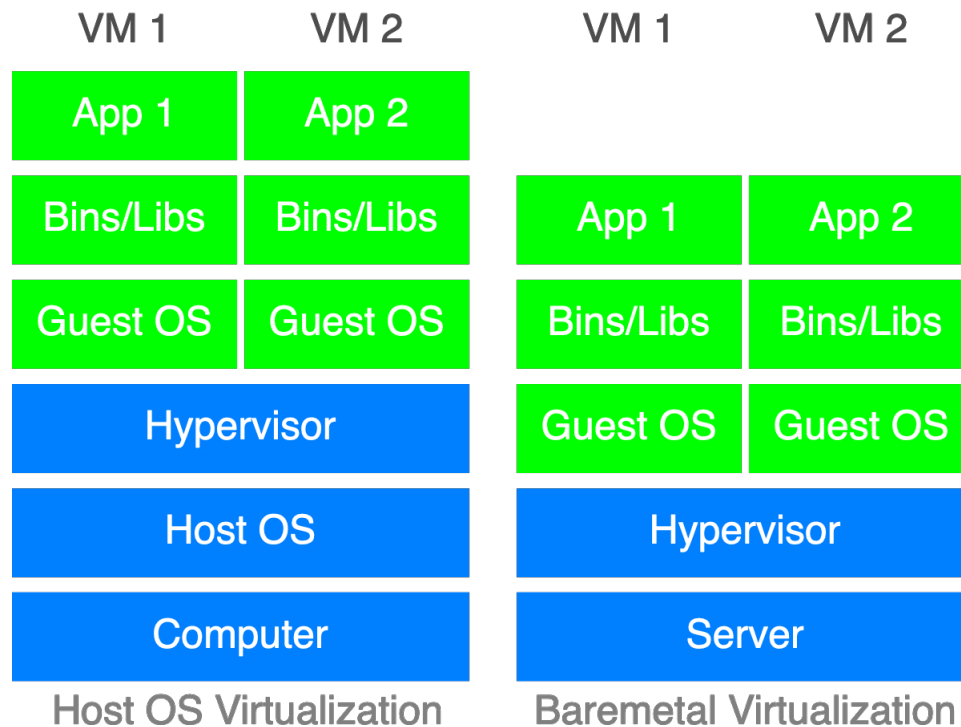 VM 1 VM 2 VM 1 VM 2
App 1 App 2
Bins/Libs Bins/Libs App 1 App 2
Guest OS Guest OS Bins/Libs Bins/Libs
Hypervisor Guest OS Guest OS
Host OS Hypervisor
Computer Server
Host OS Virtualization Baremetal Virtualization